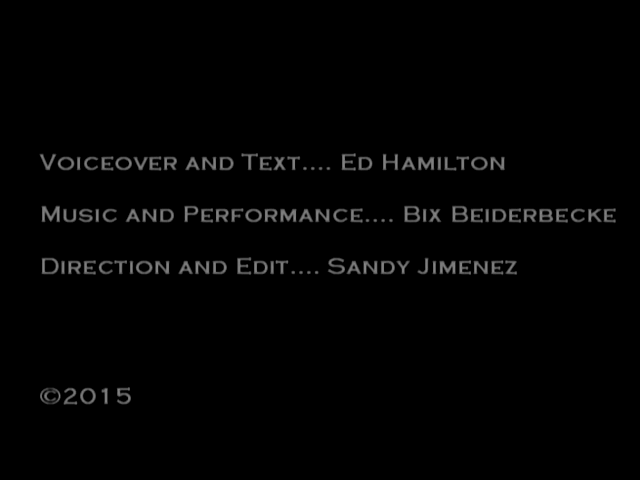 Voiceover and Text.... Ed Hamilton
Music and Performance.... Bix Beiderbecke
Direction and Edit.... Sandy Jimenez
©2015